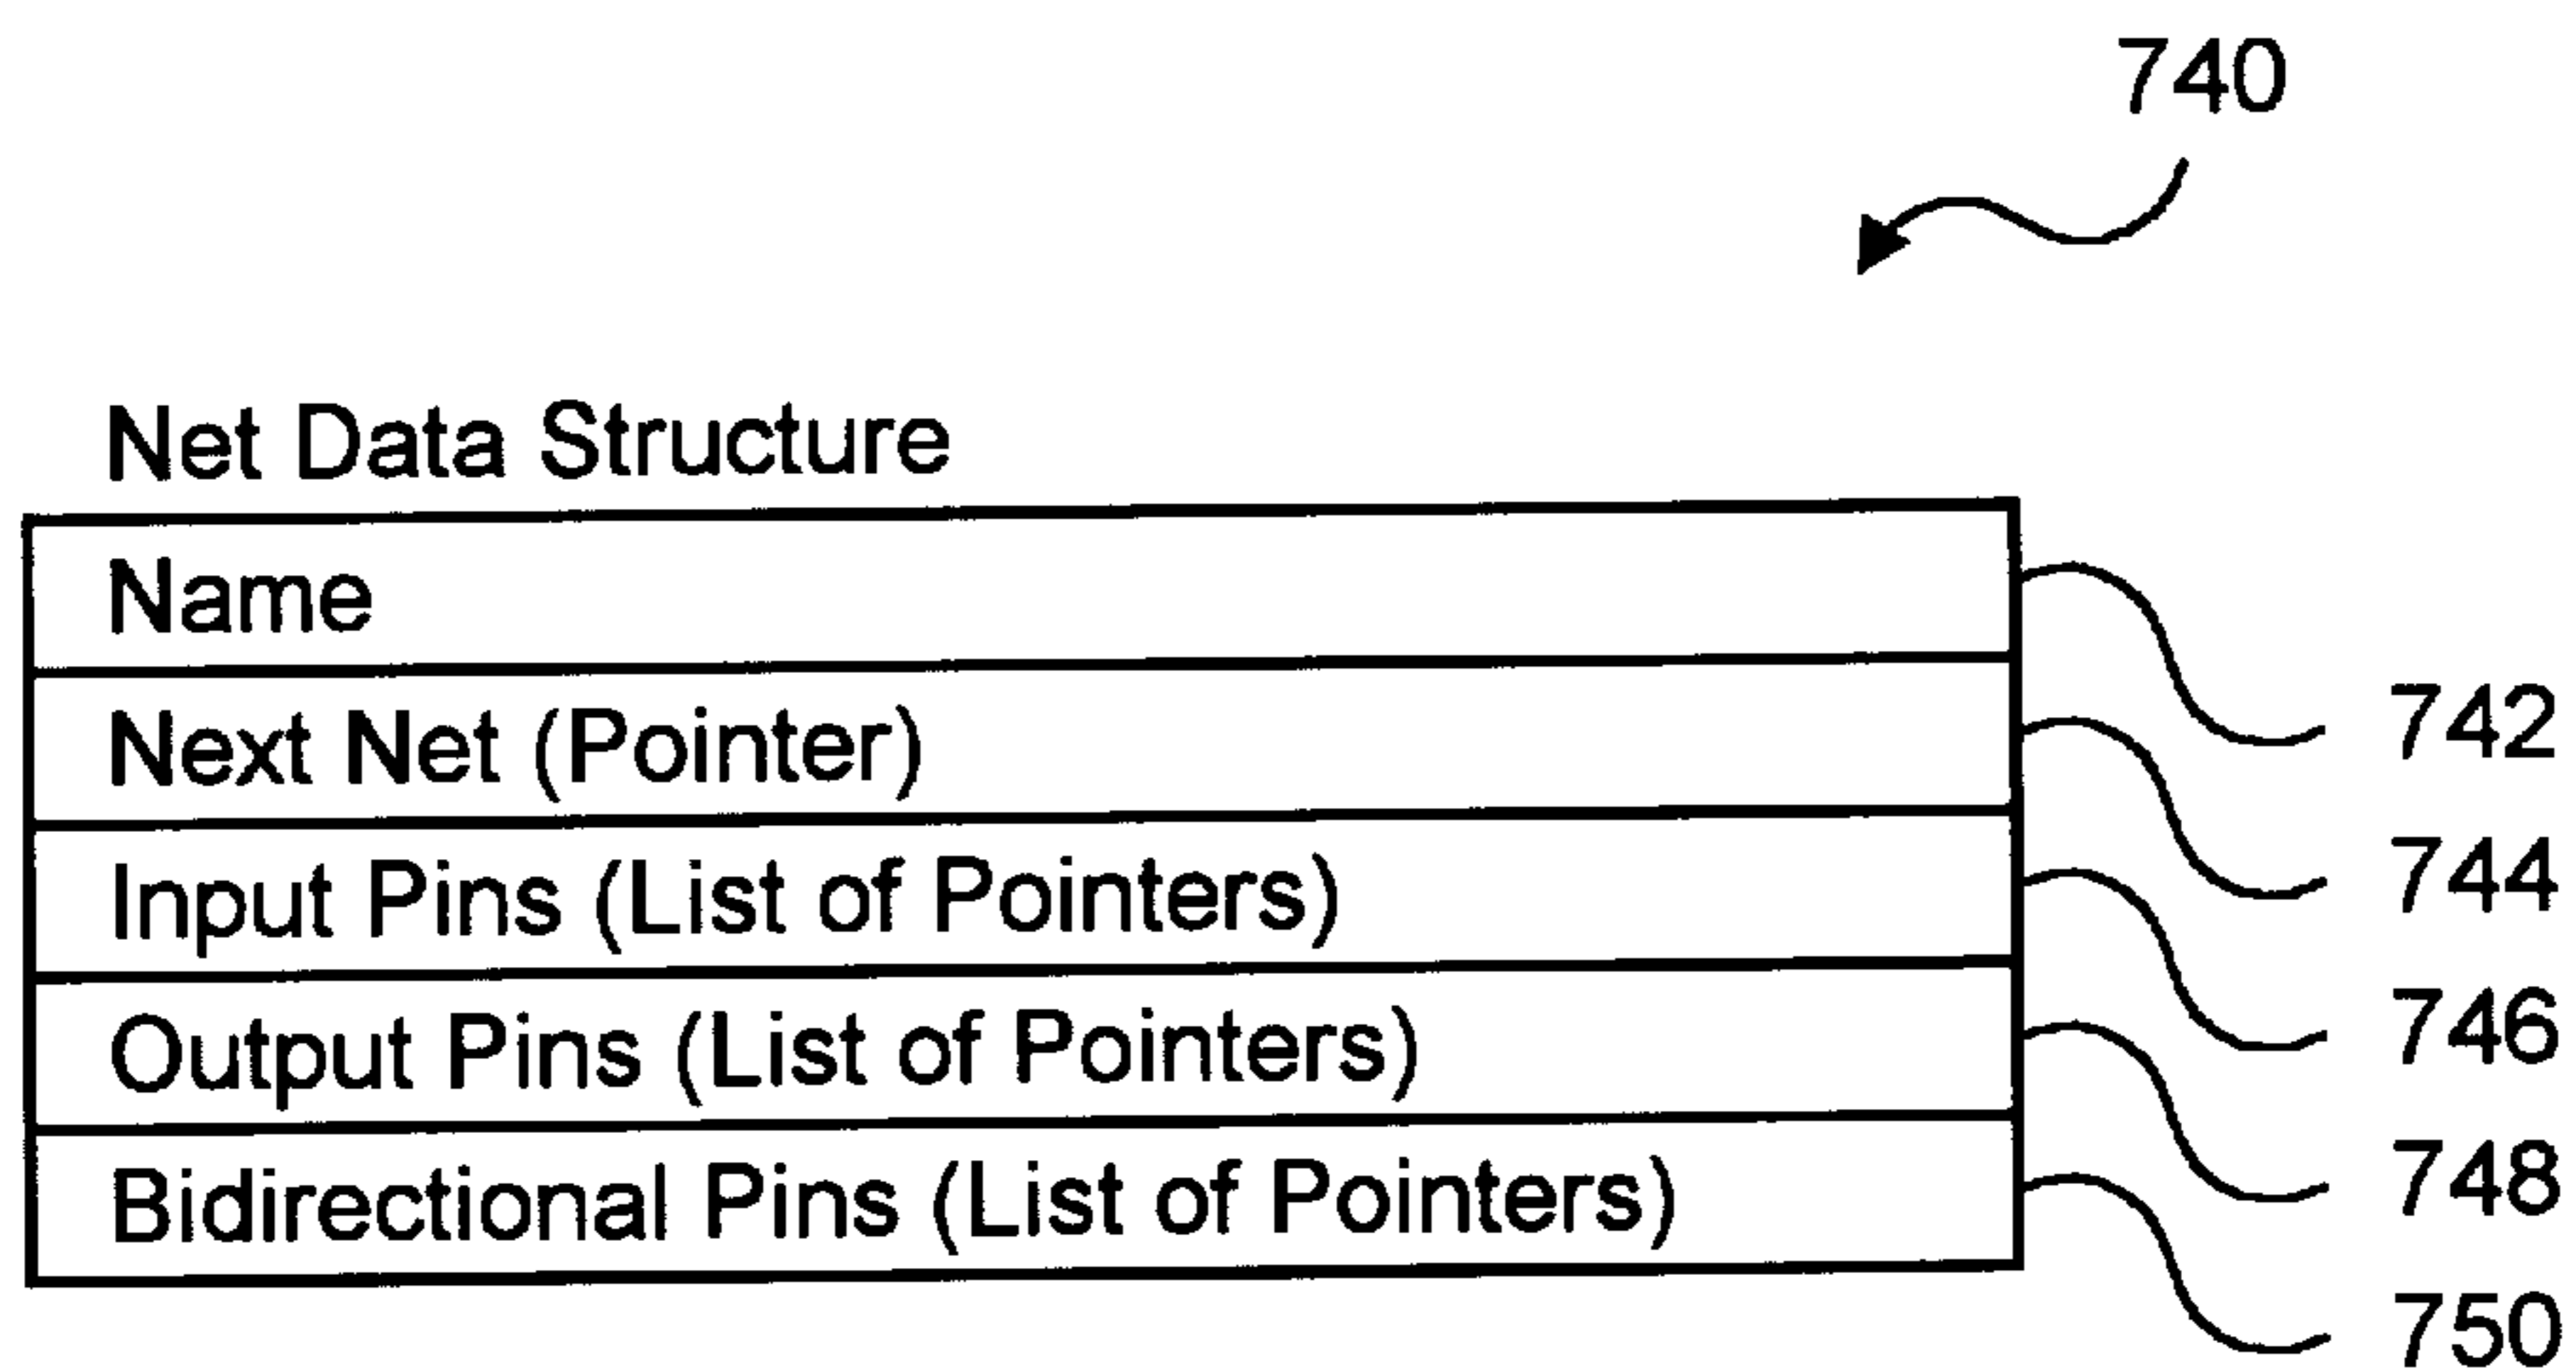 740
Net Data Structure
Name
742
Next Net (Pointer)
744
Input Pins (List of Pointers)
746
Output Pins (List of Pointers)
748
Bidirectional Pins (List of Pointers)
750